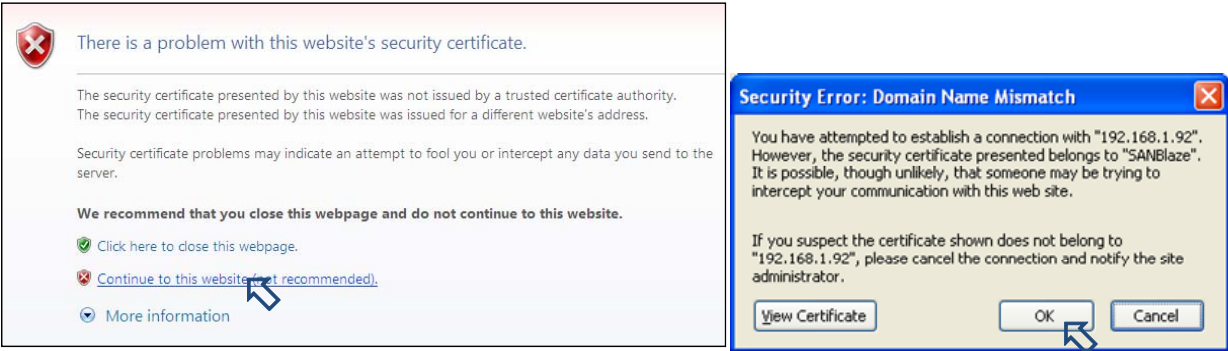 There is a problem with this website's security certificate.
The security certificate presented by this website was not issued by a trusted certificate authority.
The security certificate presented by this website was issued for a different website's address.
Security certificate problems may indicate an attempt to fool you or intercept any data you send to the
server.
We recommend that you close this webpage and do not continue to this website.
Click here to close this webpage.
Continue to this website (not recommended).
More information
Security Error: Domain Name Mismatch
You have attempted to establish a connection with "192.168.1.92".
However, the security certificate presented belongs to "SANBlaze".
It is possible, though unlikely, that someone may be trying to
intercept your communication with this web site.
If you suspect the certificate shown does not belong to
"192.168.1.92", please cancel the connection and notify the site
administrator.
View Certificate
OK
Cancel